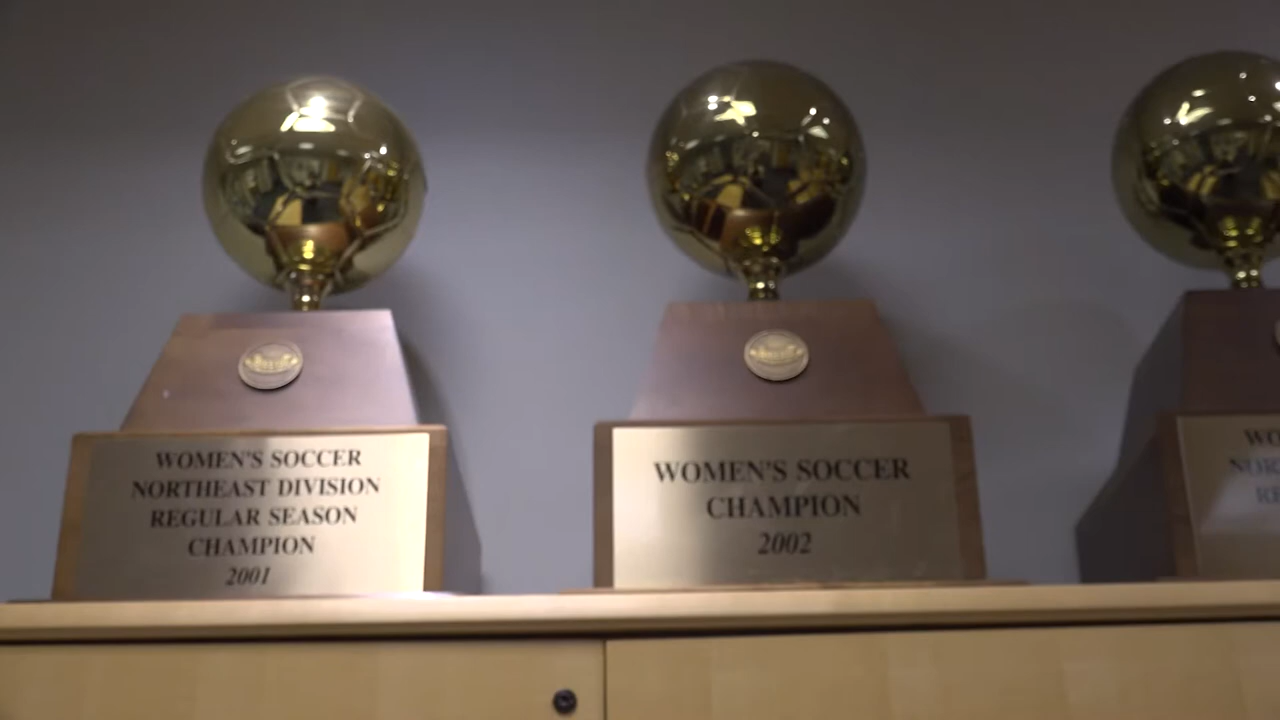 WOMEN'S SOCCER
NORTHEAST DIVISION
REGULAR SEASON
CHAMPION
2001
WOMEN'S SOCCER
CHAMPION
2002